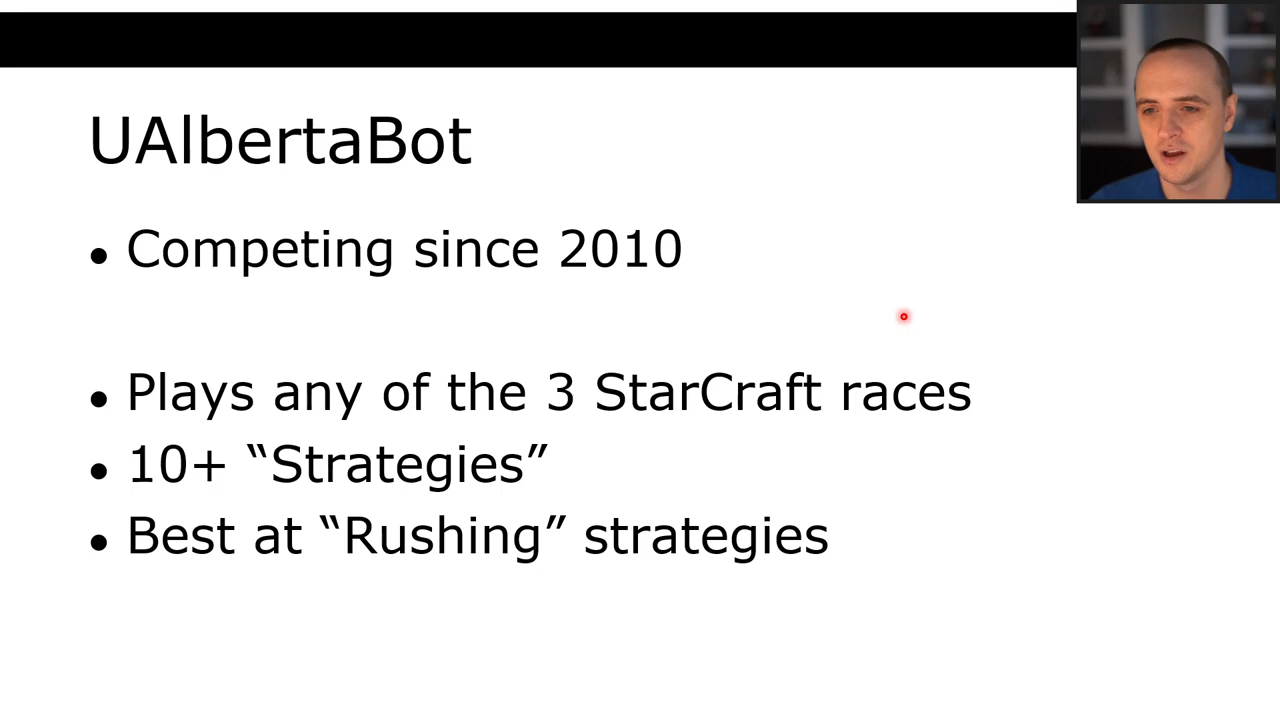 UAlbertaBot
• Competing since 2010
• Plays any of the 3 StarCraft races
• 10+ “Strategies”
• Best at “Rushing” strategies